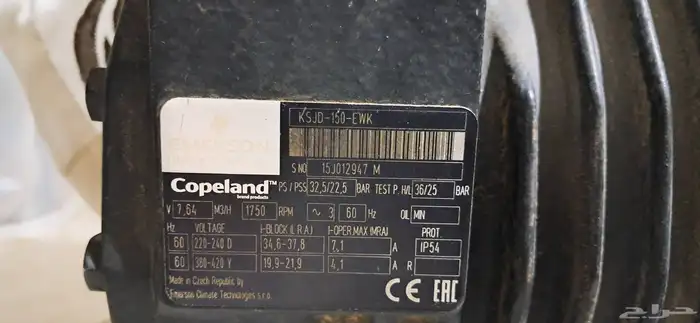 KSJD-150-EWK
EMERSON
S NO 15J012947 M
Copeland™ brand products
PS / PSS 32,5/22,5 BAR TEST P. H/L 36/25 BAR
V 7,64 M3/H 1750 RPM ~ 3 60 Hz OIL MIN
Hz VOLTAGE I-BLOCK (L.R.A.) I-OPER.MAX (MRA) PROT.
60 220-240 D 34,6-37,8 7,1 A IP54
60 380-420 Y 19,9-21,9 4,1 A R
Made in Czech Republic by
Emerson Climate Technologies s.r.o.
CE EAC
حراج